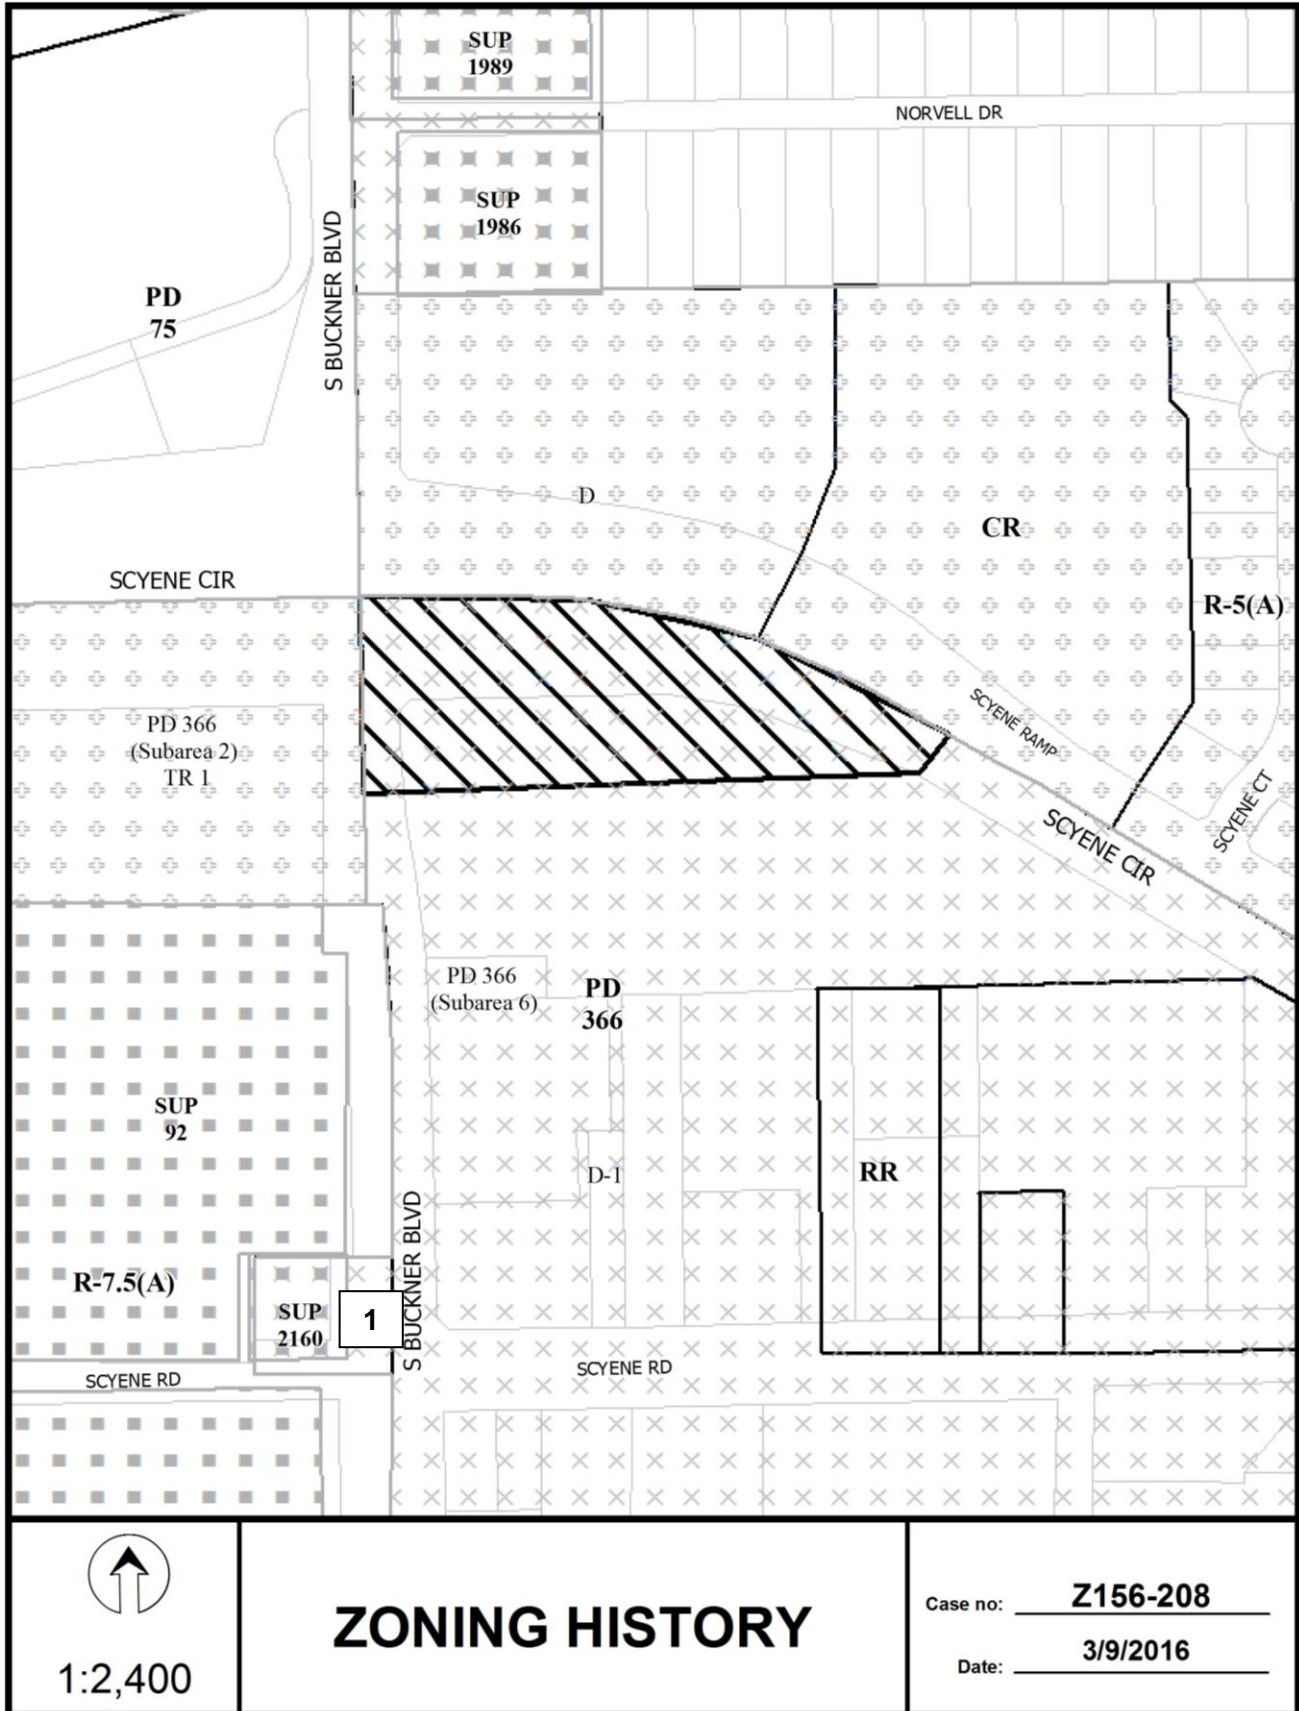 SUP
1989
NORVELL DR
SUP
1986
S BUCKNER BLVD
PD
75
D
CR
SCYENE CIR
R-5(A)
SCYENE RAMP
PD 366
(Subarea 2)
TR 1
SCYENE CT
SCYENE CIR
PD 366
(Subarea 6)
PD
366
SUP
92
D-1
RR
S BUCKNER BLVD
R-7.5(A)
SUP
2160
1
SCYENE RD
SCYENE RD
1:2,400
ZONING HISTORY
Case no: Z156-208
Date: 3/9/2016